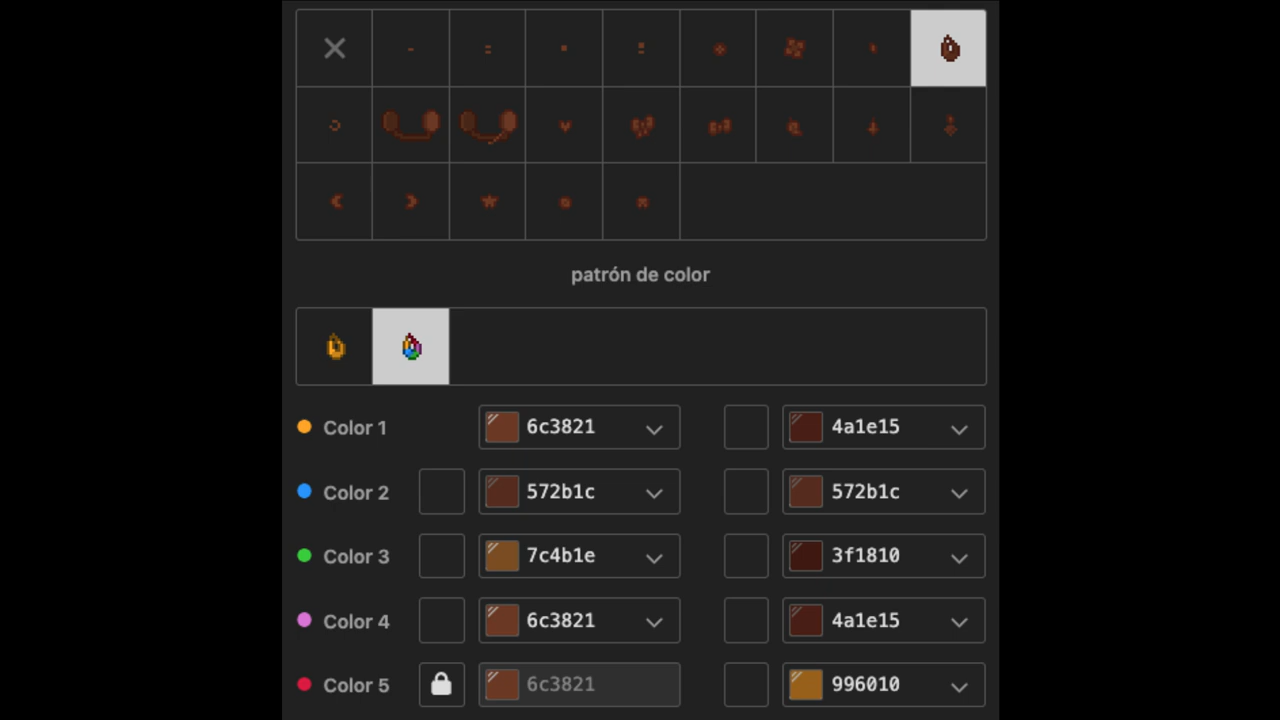 patrón de color
Color 1 6c3821 4a1e15
Color 2 572b1c 572b1c
Color 3 7c4b1e 3f1810
Color 4 6c3821 4a1e15
Color 5 6c3821 996010